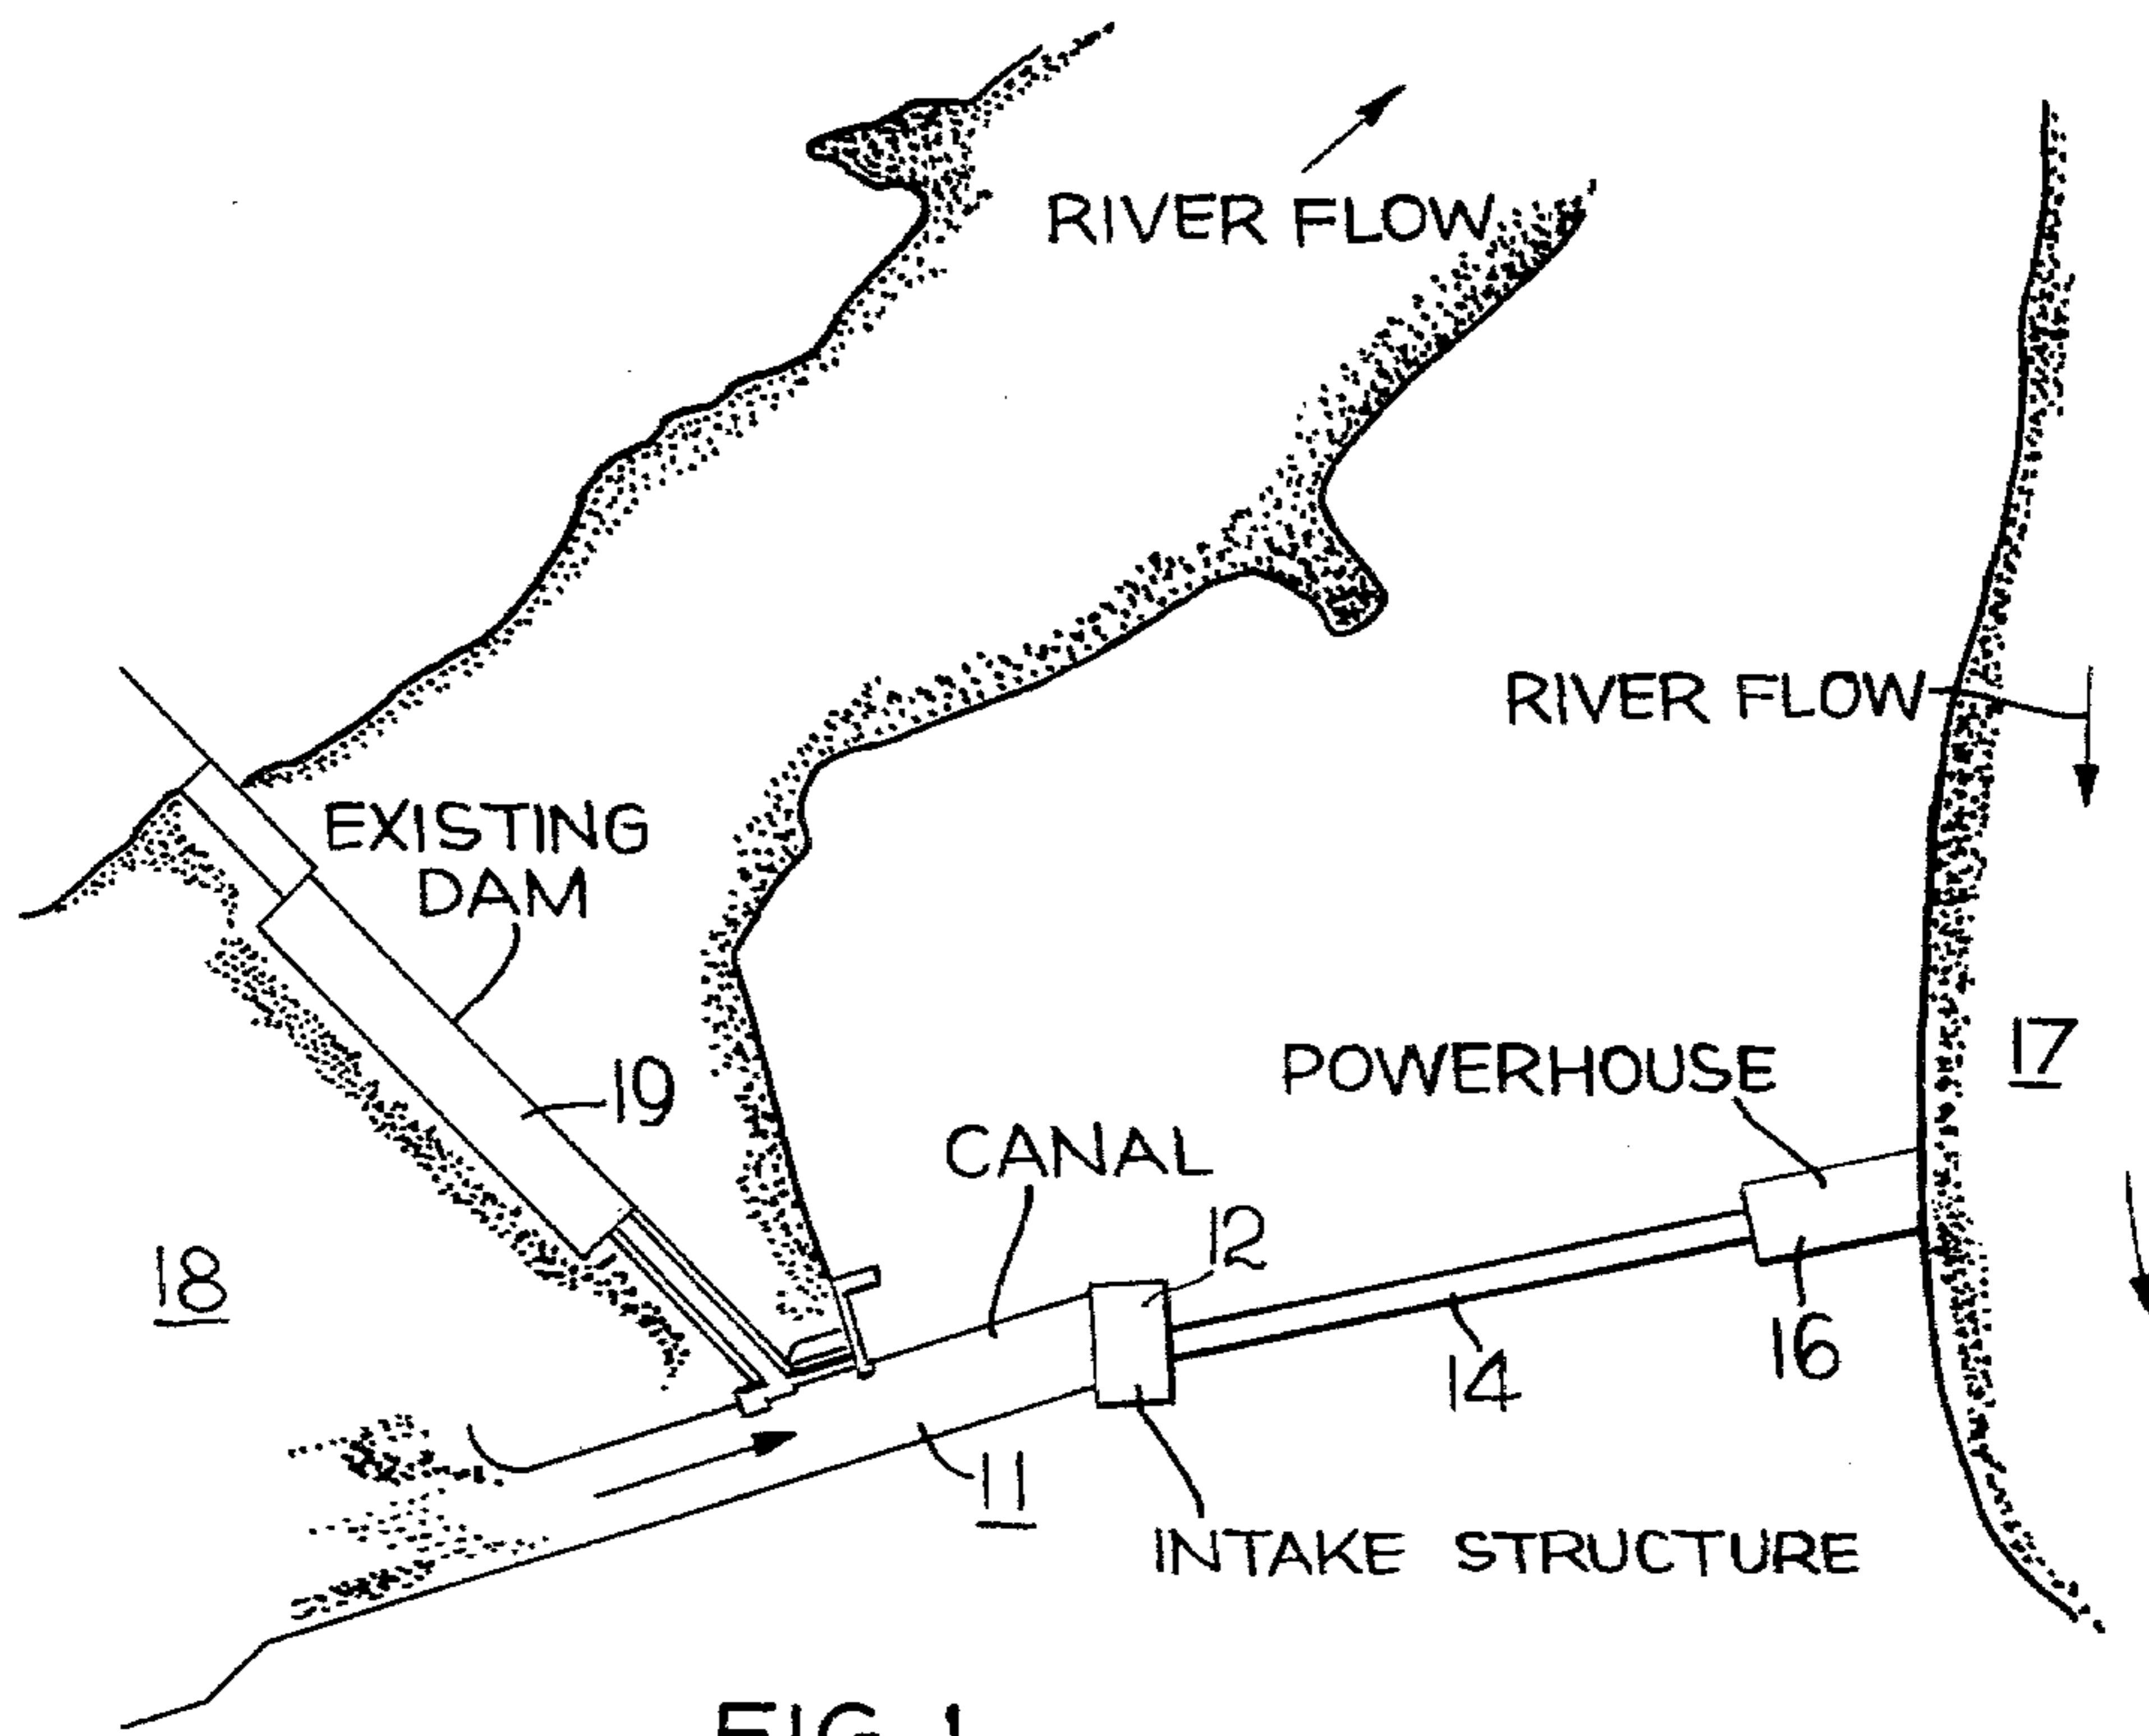 RIVER FLOW
RIVER FLOW
EXISTING
DAM
17
POWERHOUSE
19
CANAL
12
18
16
14
11
INTAKE STRUCTURE
FIG. 1